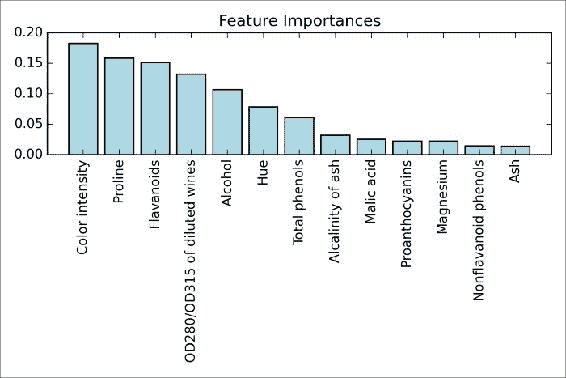 Feature Importances
0.20
0.15
0.10
0.05
0.00
Color intensity
Proline
Flavanoids
OD280/OD315 of diluted wines
Alcohol
Hue
Total phenols
Alcalinity of ash
Malic acid
Proanthocyanins
Magnesium
Nonflavanoid phenols
Ash